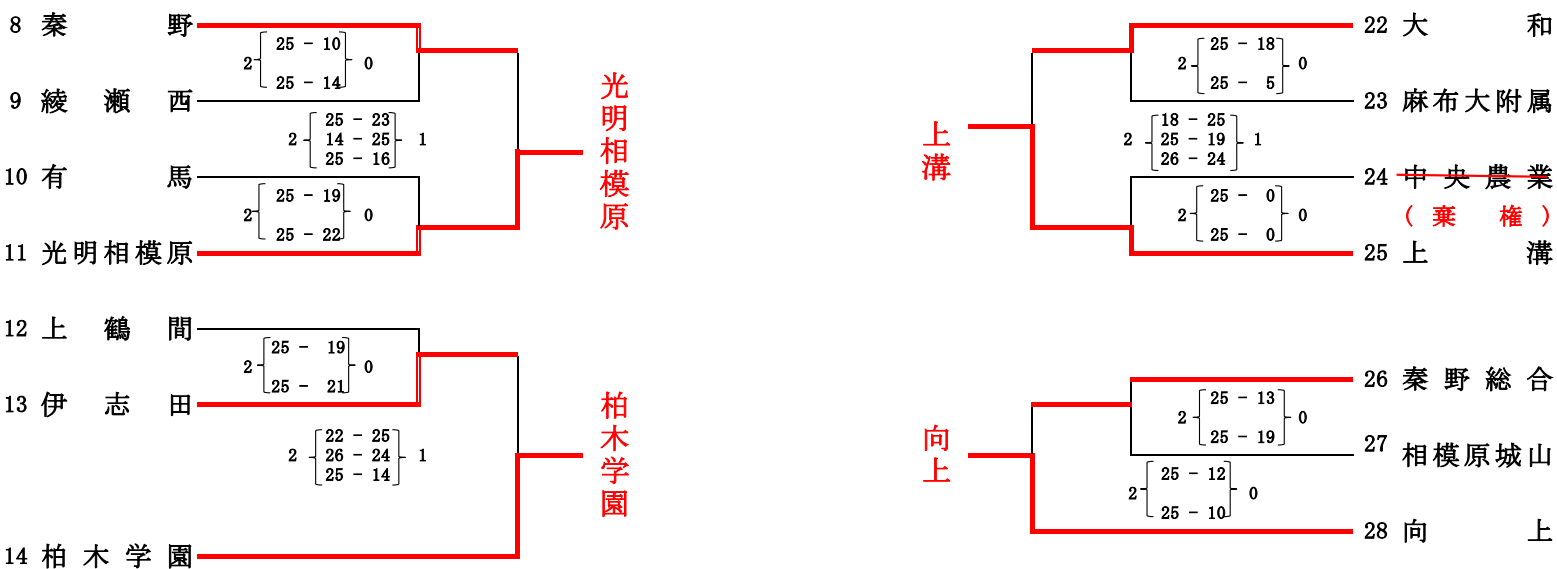 8 秦野
25 - 10
2 0
25 - 14
9 綾瀬西
25 - 23
2 14 - 25 1
25 - 16
10 有馬
25 - 19
2 0
25 - 22
11 光明相模原
光明相模原
12 上鶴間
25 - 19
2 0
25 - 21
13 伊志田
22 - 25
2 26 - 24 1
25 - 14
14 柏木学園
柏木学園
22 大和
25 - 18
2 0
25 - 5
23 麻布大附属
18 - 25
2 25 - 19 1
26 - 24
24 中央農業
(棄権)
25 - 0
2 0
25 - 0
25 上溝
上溝
26 秦野総合
25 - 13
2 0
25 - 19
27 相模原城山
25 - 12
2 0
25 - 10
28 向上
向上